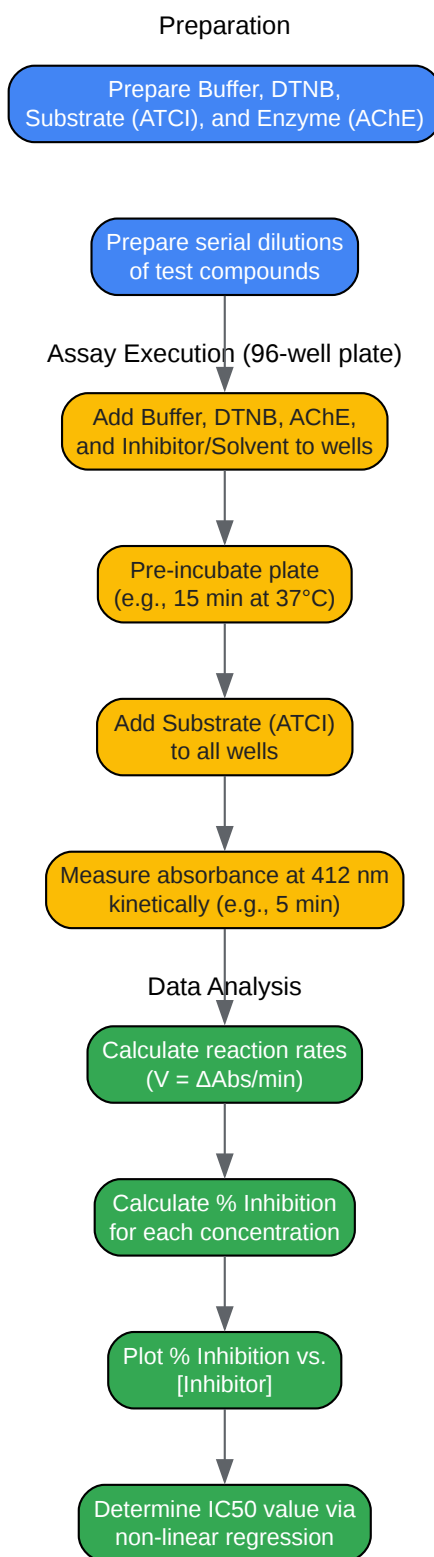 Preparation
Prepare Buffer, DTNB,
Substrate (ATCI), and Enzyme (AChE)
Prepare serial dilutions
of test compounds
Assay Execution (96-well plate)
Add Buffer, DTNB, AChE,
and Inhibitor/Solvent to wells
Pre-incubate plate
(e.g., 15 min at 37°C)
Add Substrate (ATCI)
to all wells
Measure absorbance at 412 nm
kinetically (e.g., 5 min)
Data Analysis
Calculate reaction rates
(V = ΔAbs/min)
Calculate % Inhibition
for each concentration
Plot % Inhibition vs.
[Inhibitor]
Determine IC50 value via
non-linear regression